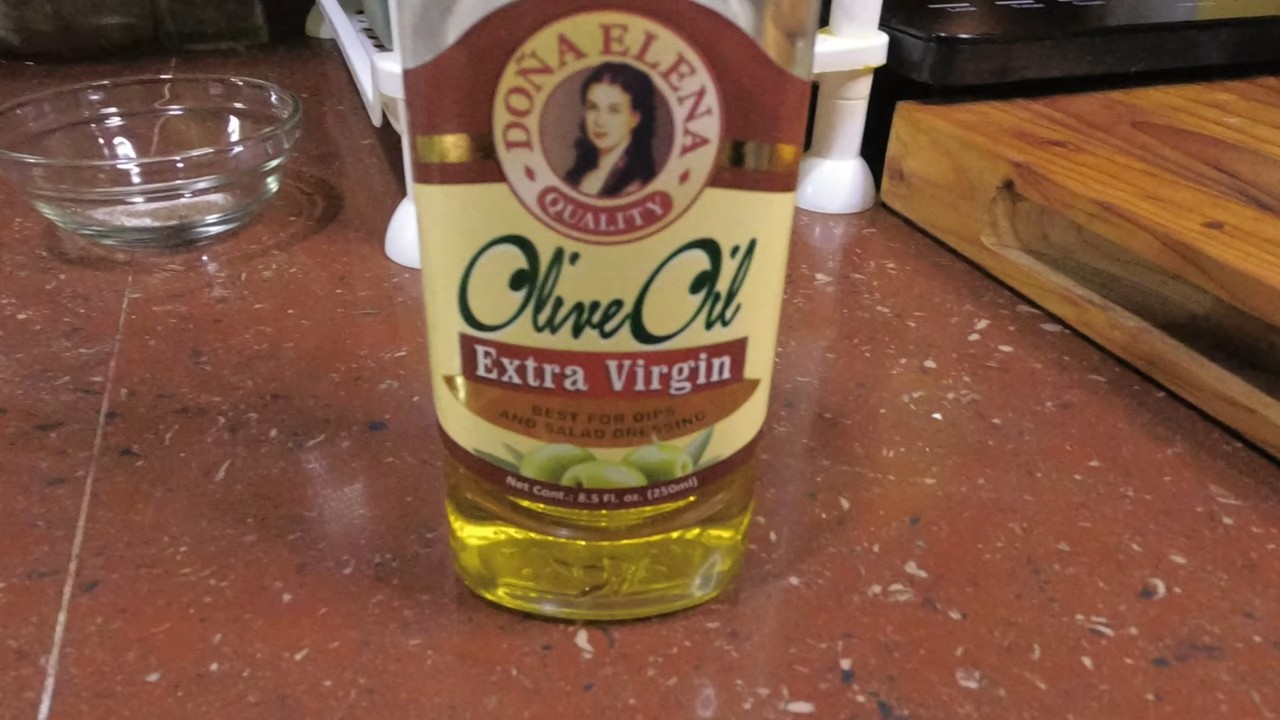 DOÑA ELENA
QUALITY
Olive Oil
Extra Virgin
BEST FOR DIPS
AND SALAD DRESSING
Net Cont.: 8.5 Fl. oz. (250ml)